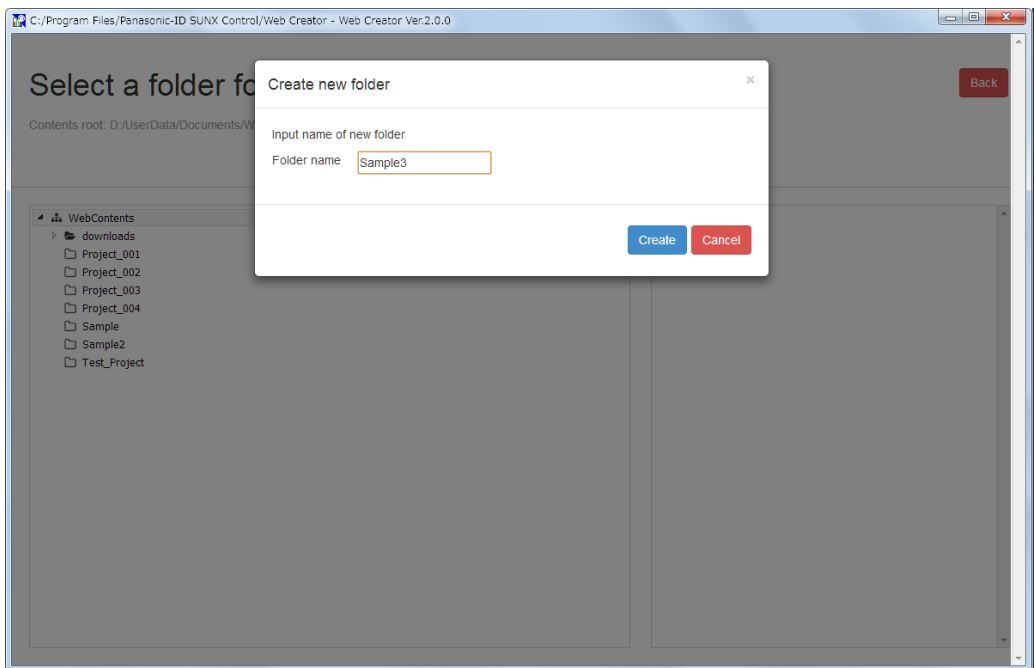 C:/Program Files/Panasonic-ID SUNX Control/Web Creator - Web Creator Ver.2.0.0
Select a folder fo
Back
Contents root: D:/UserData/Documents/W
Create new folder
×
Input name of new folder
Folder name Sample3
Create Cancel
WebContents
downloads
Project_001
Project_002
Project_003
Project_004
Sample
Sample2
Test_Project